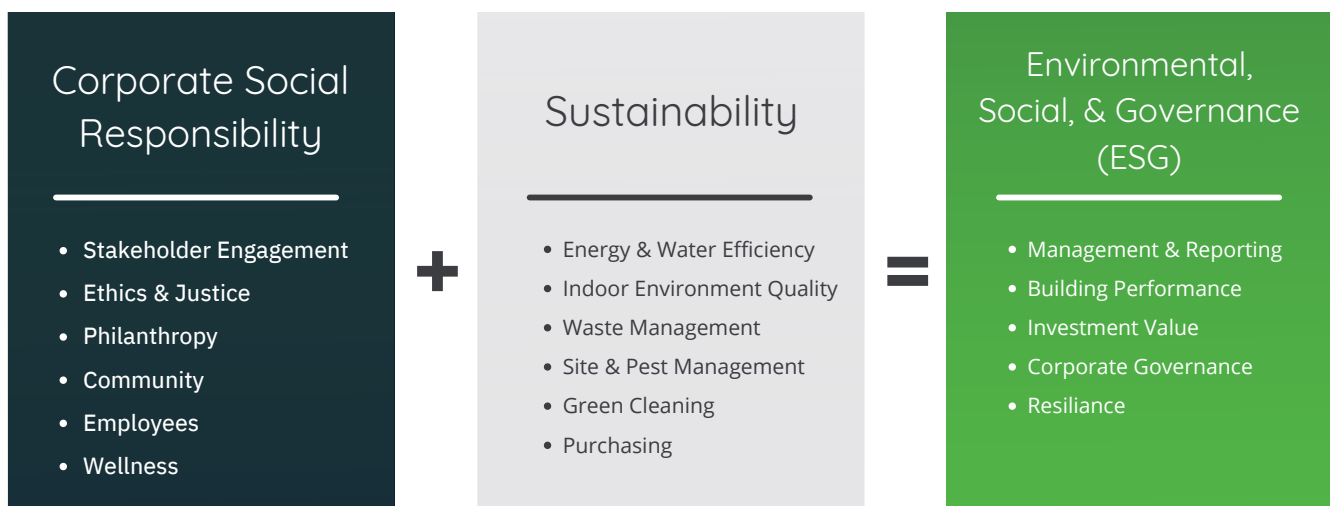 Corporate Social
Responsibility
• Stakeholder Engagement
• Ethics & Justice
• Philanthropy
• Community
• Employees
• Wellness
+
Sustainability
• Energy & Water Efficiency
• Indoor Environment Quality
• Waste Management
• Site & Pest Management
• Green Cleaning
• Purchasing
=
Environmental,
Social, & Governance
(ESG)
• Management & Reporting
• Building Performance
• Investment Value
• Corporate Governance
• Resiliance